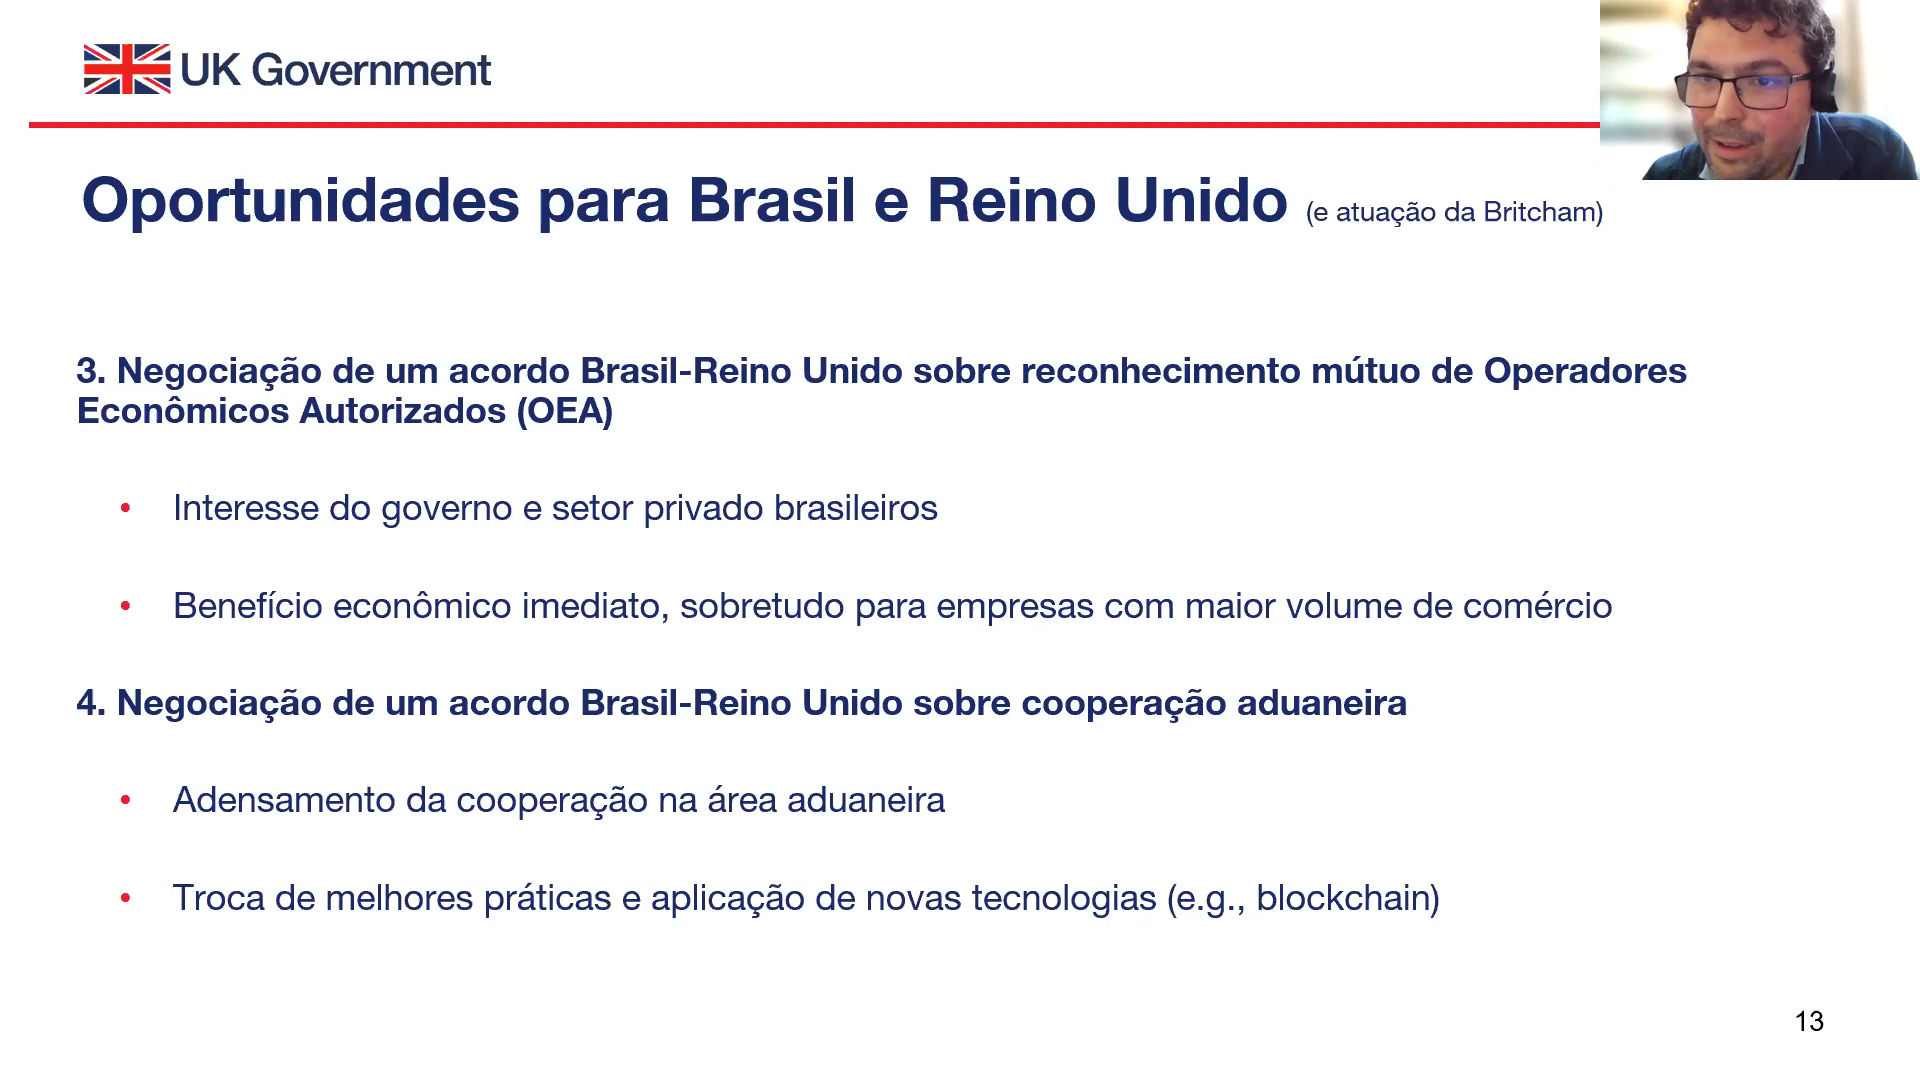 UK Government
Oportunidades para Brasil e Reino Unido (e atuação da Britcham)
3. Negociação de um acordo Brasil-Reino Unido sobre reconhecimento mútuo de Operadores
Econômicos Autorizados (OEA)
• Interesse do governo e setor privado brasileiros
• Benefício econômico imediato, sobretudo para empresas com maior volume de comércio
4. Negociação de um acordo Brasil-Reino Unido sobre cooperação aduaneira
• Adensamento da cooperação na área aduaneira
• Troca de melhores práticas e aplicação de novas tecnologias (e.g., blockchain)
13